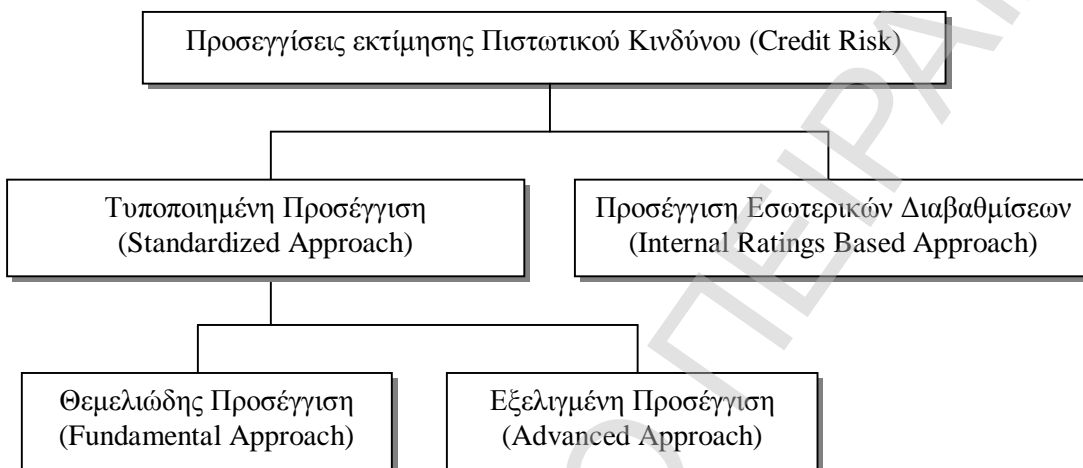 Προσεγγίσεις εκτίμησης Πιστωτικού Κινδύνου (Credit Risk)
Τυποποιημένη Προσέγγιση
(Standardized Approach)
Προσέγγιση Εσωτερικών Διαβαθμίσεων
(Internal Ratings Based Approach)
Θεμελιώδης Προσέγγιση
(Fundamental Approach)
Εξελιγμένη Προσέγγιση
(Advanced Approach)